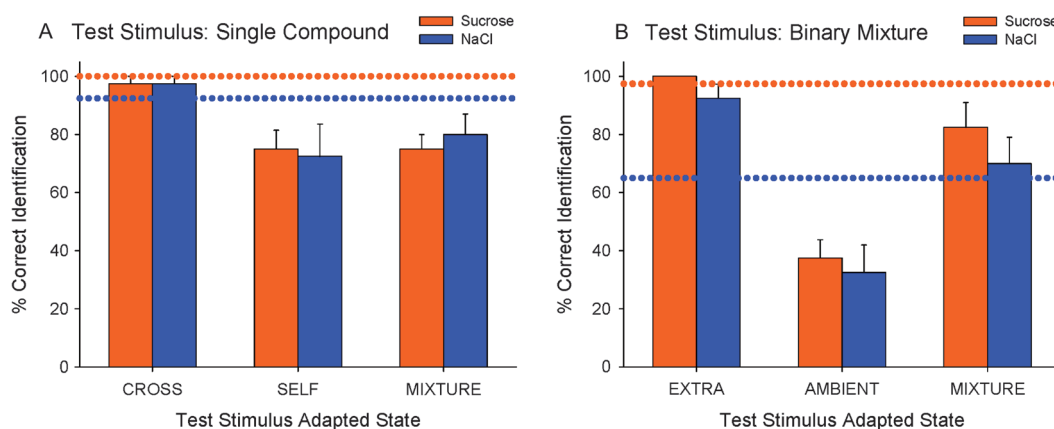 A Test Stimulus: Single Compound
Sucrose
NaCl
% Correct Identification
100
80
60
40
20
0
CROSS SELF MIXTURE
Test Stimulus Adapted State
B Test Stimulus: Binary Mixture
Sucrose
NaCl
% Correct Identification
100
80
60
40
20
0
EXTRA AMBIENT MIXTURE
Test Stimulus Adapted State